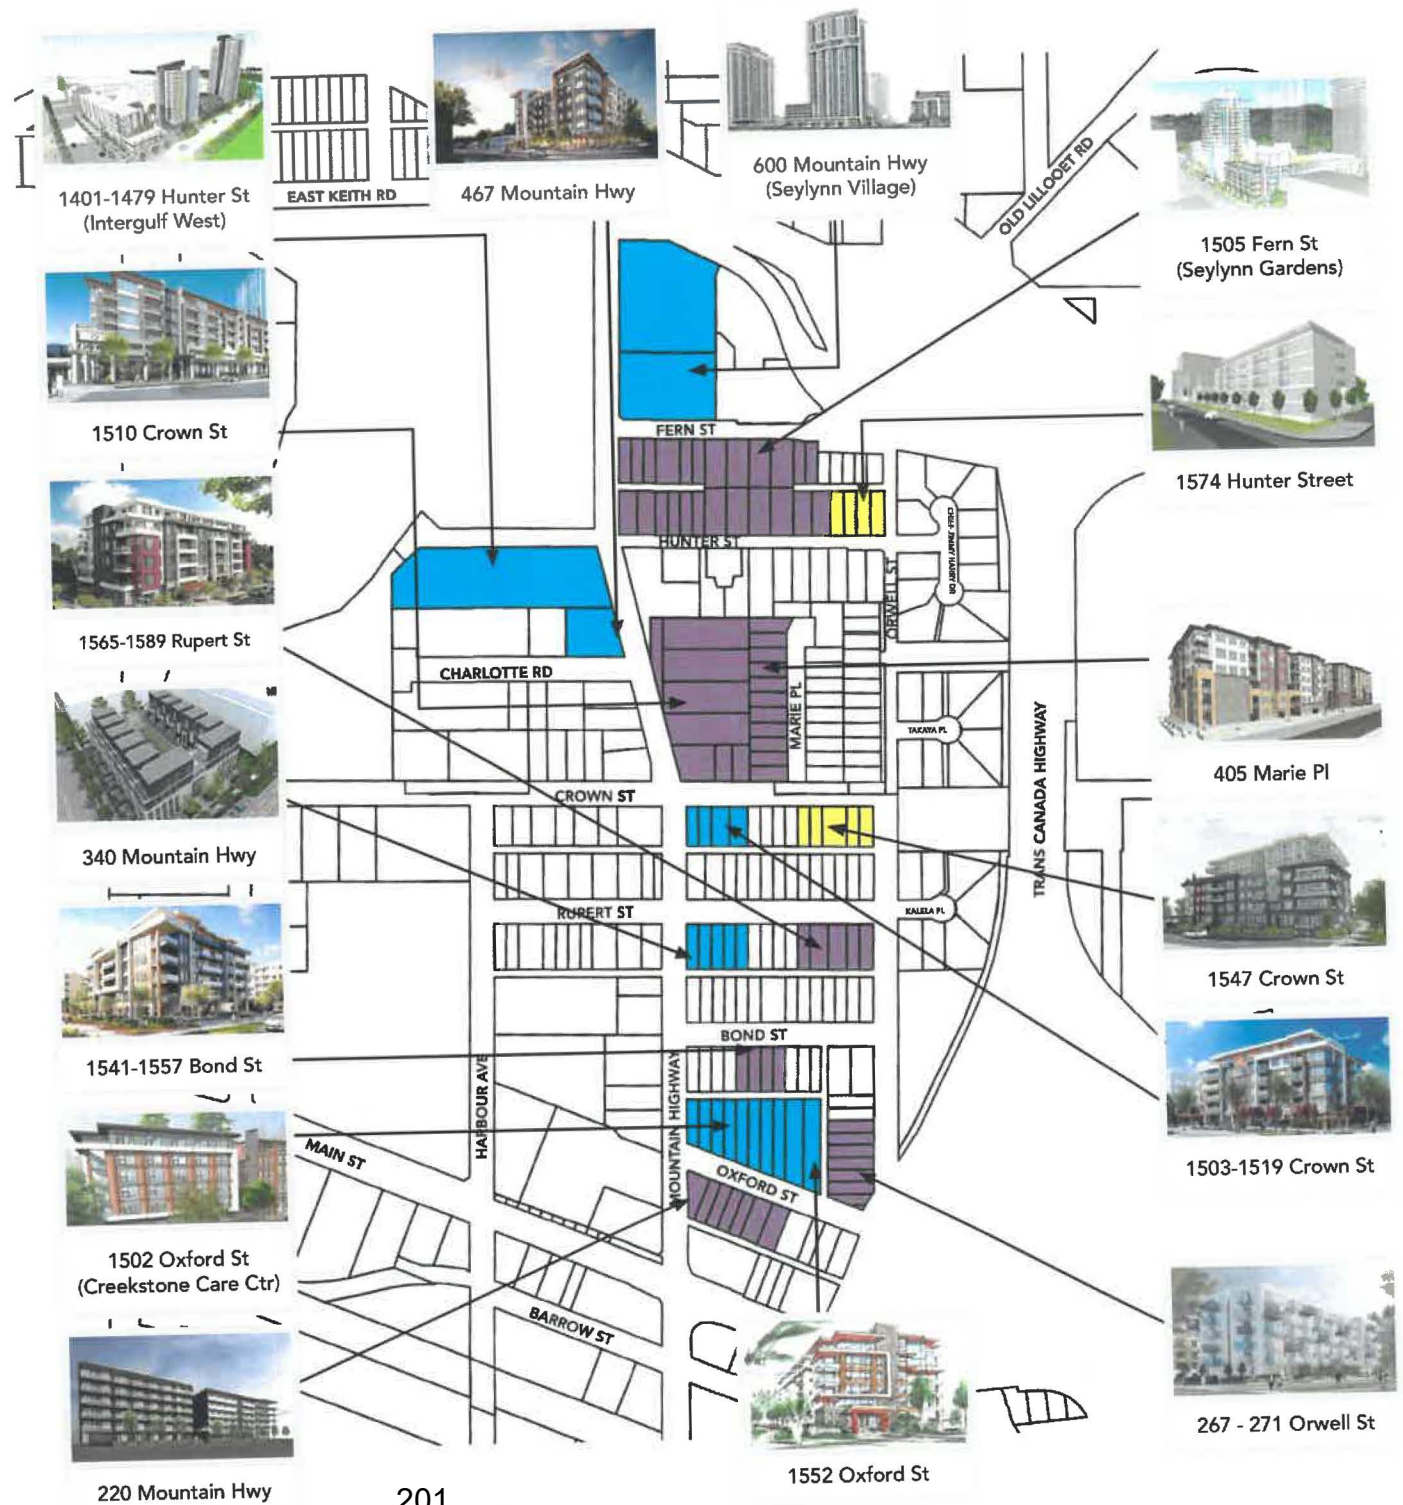 1401-1479 Hunter St
(Intergulf West)
EAST KEITH RD
467 Mountain Hwy
600 Mountain Hwy
(Seylynn Village)
OLD LILLOOET RD
1505 Fern St
(Seylynn Gardens)
1510 Crown St
FERN ST
1574 Hunter Street
HUNTER ST
ORWELL ST
1565-1589 Rupert St
CHARLOTTE RD
MARIE PL
TAKAYA PL
TRANS CANADA HIGHWAY
405 Marie Pl
CROWN ST
340 Mountain Hwy
RUPERT ST
KALELA PL
1547 Crown St
BOND ST
1541-1557 Bond St
HARBOUR AVE
MOUNTAIN HIGHWAY
MAIN ST
OXFORD ST
1503-1519 Crown St
1502 Oxford St
(Creekstone Care Ctr)
BARROW ST
267 - 271 Orwell St
1552 Oxford St
220 Mountain Hwy
201